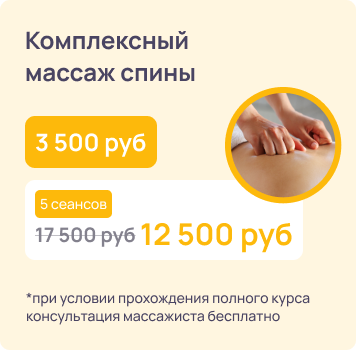 Комплексный
массаж спины
3 500 руб
5 сеансов
17 500 руб 12 500 руб
*при условии прохождения полного курса
консультация массажиста бесплатно